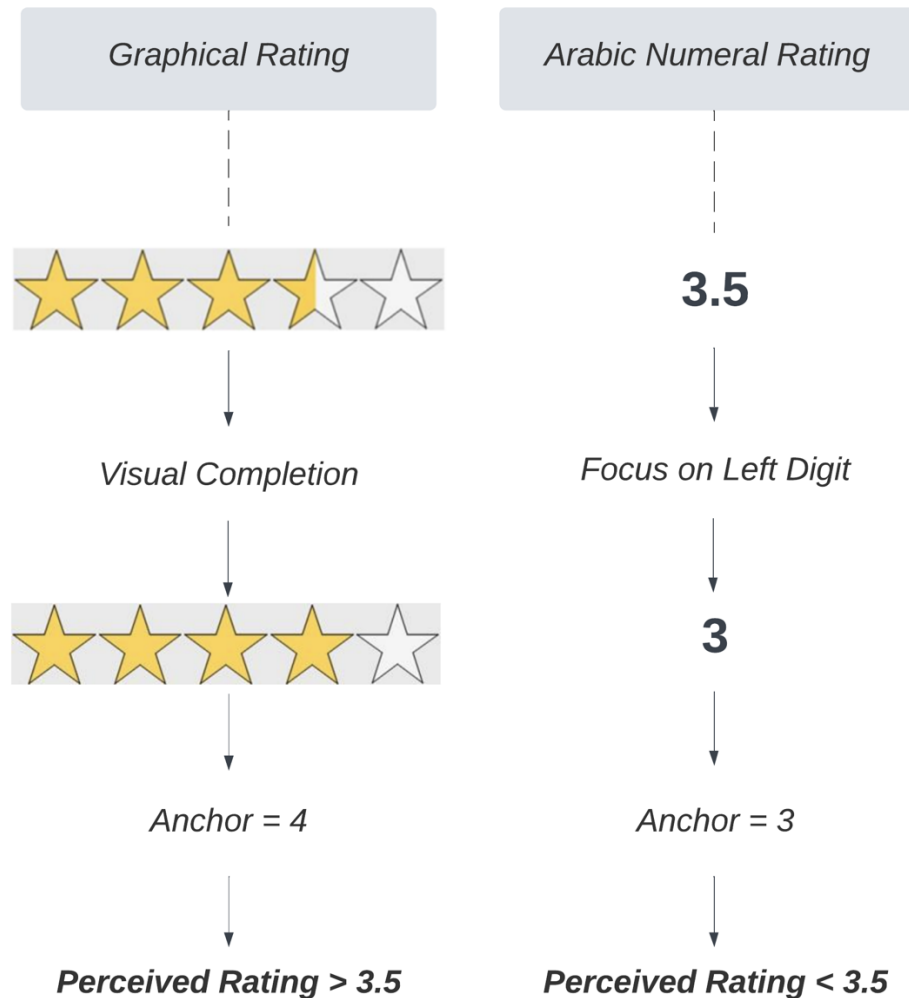 Graphical Rating
Arabic Numeral Rating
3.5
Visual Completion
Focus on Left Digit
3
Anchor = 4
Anchor = 3
Perceived Rating > 3.5
Perceived Rating < 3.5